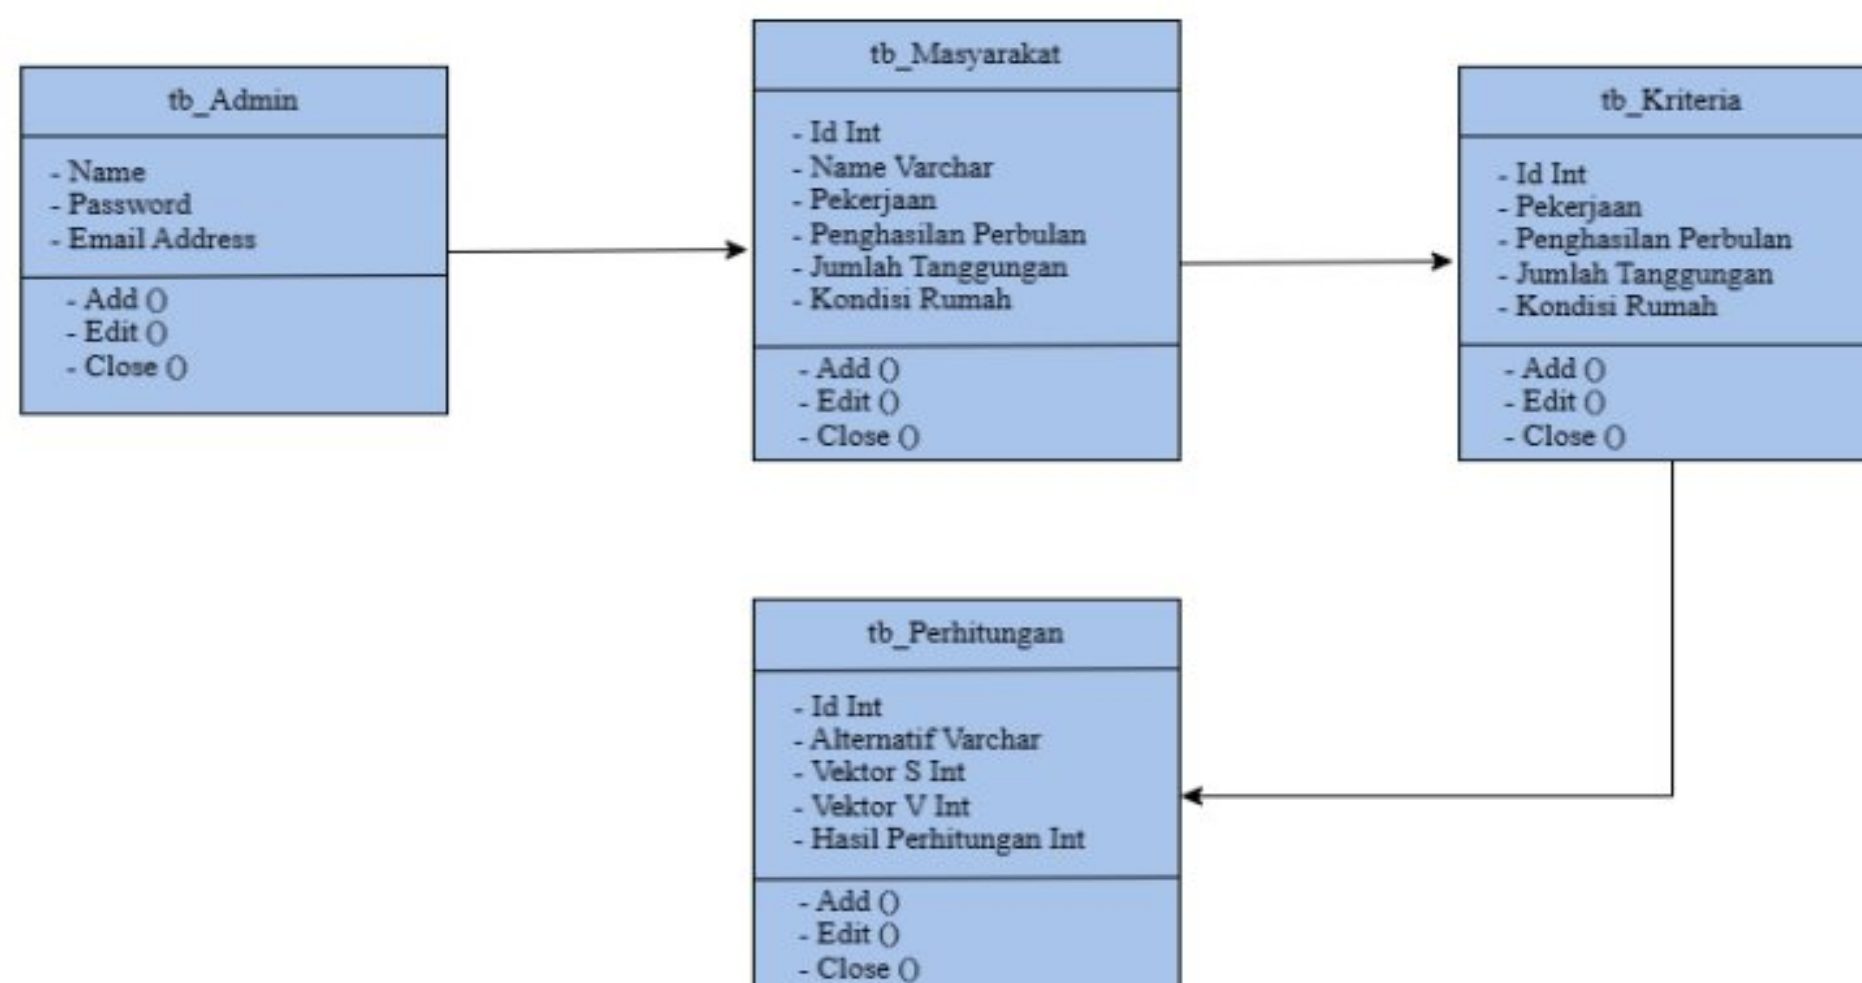 tb_Admin
- Name
- Password
- Email Address
- Add ()
- Edit ()
- Close ()
tb_Masyarakat
- Id Int
- Name Varchar
- Pekerjaan
- Penghasilan Perbulan
- Jumlah Tanggungan
- Kondisi Rumah
- Add ()
- Edit ()
- Close ()
tb_Kriteria
- Id Int
- Pekerjaan
- Penghasilan Perbulan
- Jumlah Tanggungan
- Kondisi Rumah
- Add ()
- Edit ()
- Close ()
tb_Perhitungan
- Id Int
- Alternatif Varchar
- Vektor S Int
- Vektor V Int
- Hasil Perhitungan Int
- Add ()
- Edit ()
- Close ()